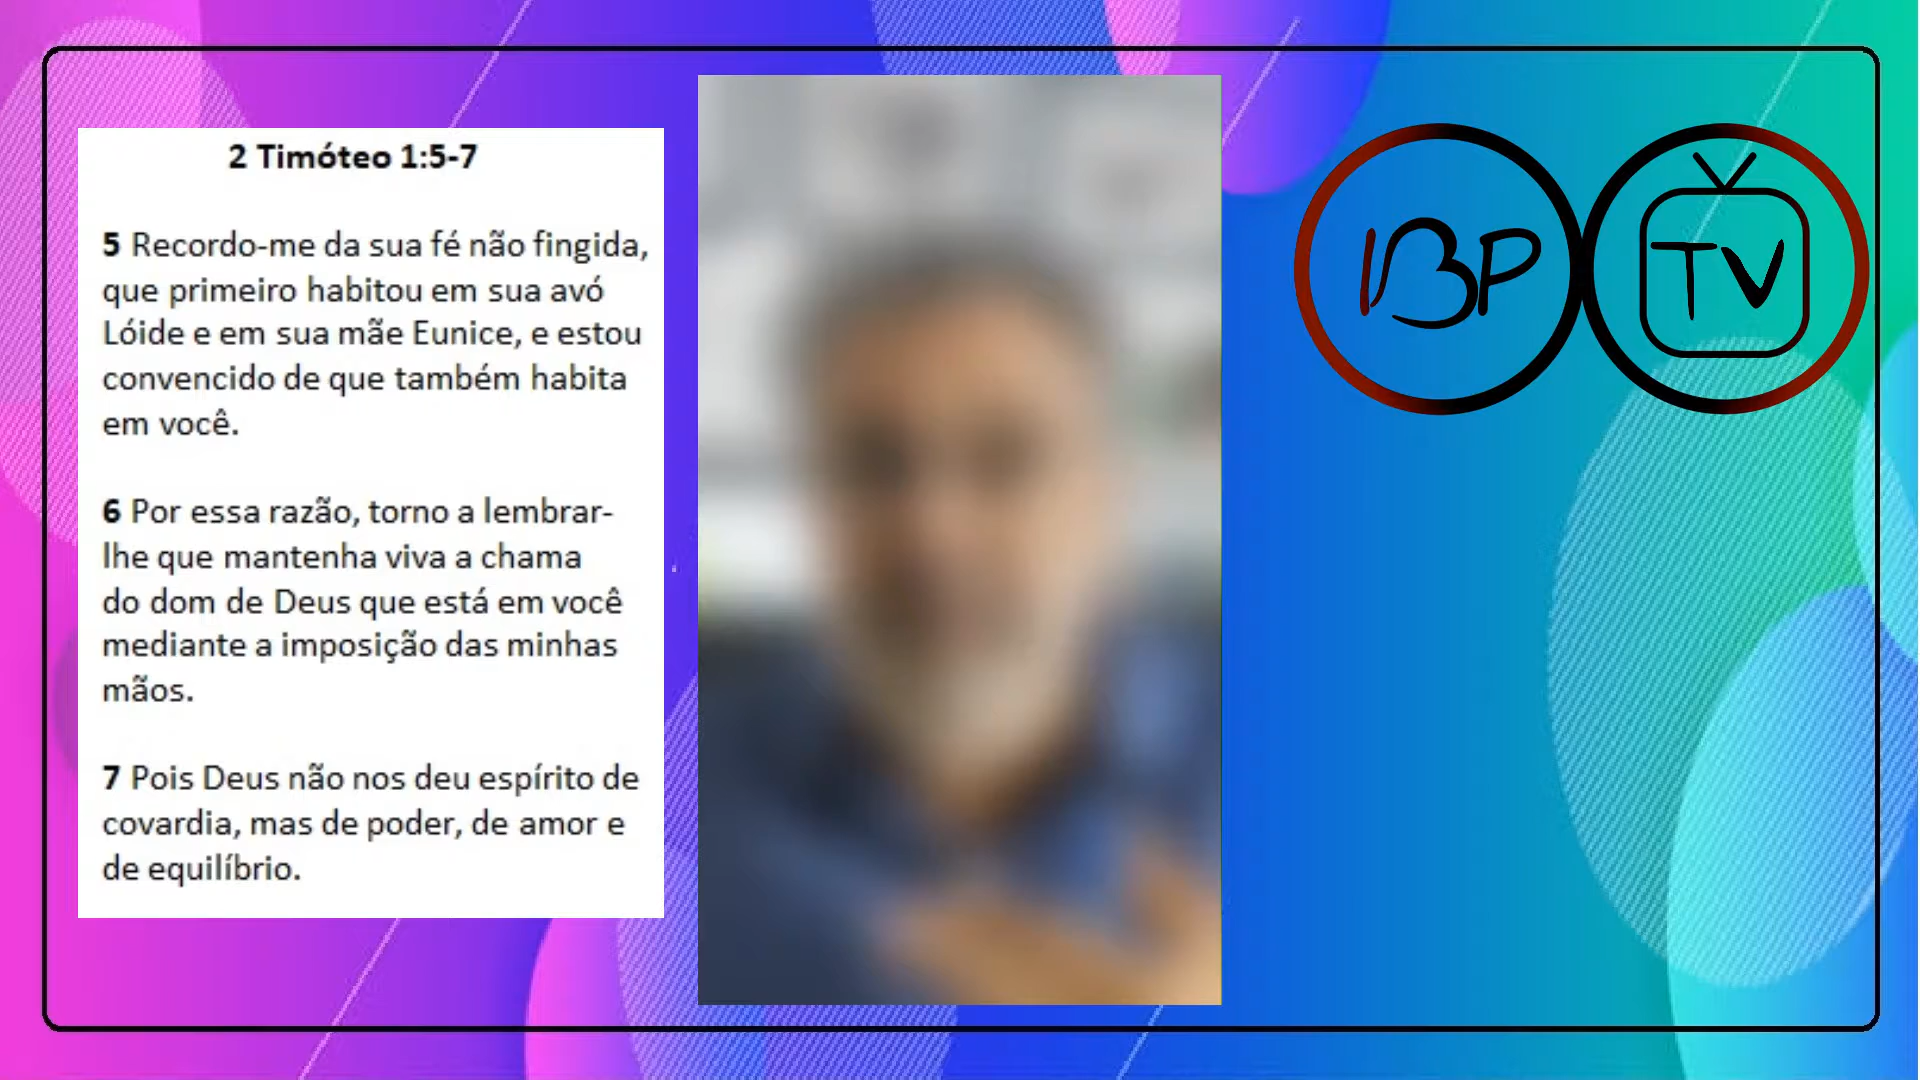 2 Timóteo 1:5-7
5 Recordo-me da sua fé não fingida,
que primeiro habitou em sua avó
Lóide e em sua mãe Eunice, e estou
convencido de que também habita
em você.
6 Por essa razão, torno a lembrar-
lhe que mantenha viva a chama
do dom de Deus que está em você
mediante a imposição das minhas
mãos.
7 Pois Deus não nos deu espírito de
covardia, mas de poder, de amor e
de equilíbrio.
IBP
TV